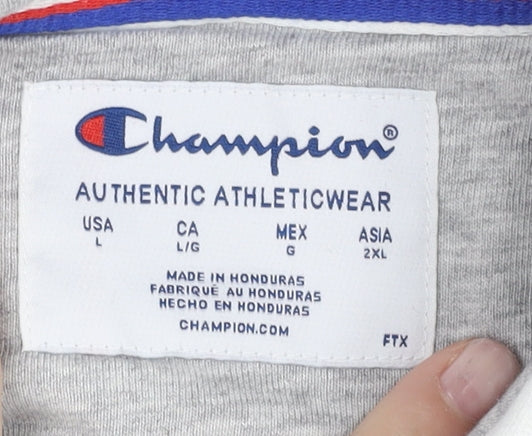 Champion®
AUTHENTIC ATHLETICWEAR
USA CA MEX ASIA
L L/G G 2XL
MADE IN HONDURAS
FABRIQUÉ AU HONDURAS
HECHO EN HONDURAS
CHAMPION.COM
FTX